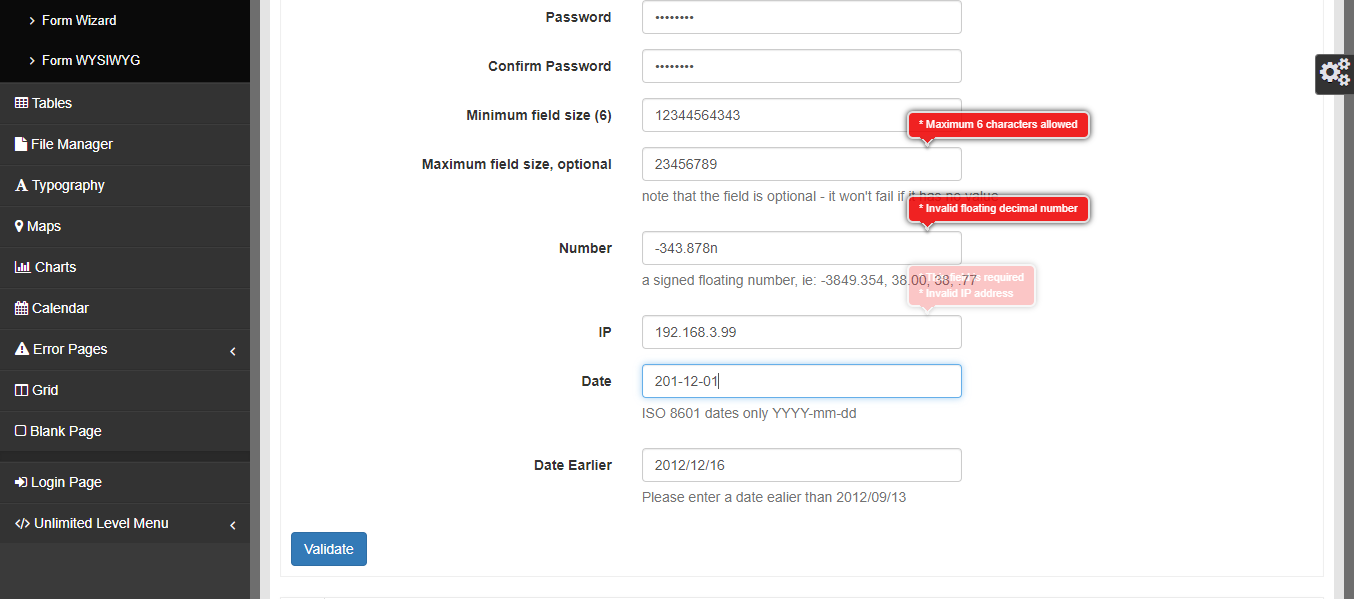 Form Wizard
Form WYSIWYG
Tables
File Manager
Typography
Maps
Charts
Calendar
Error Pages
Grid
Blank Page
Login Page
Unlimited Level Menu
Password ••••••••
Confirm Password ••••••••
Minimum field size (6) 12344564343
* Maximum 6 characters allowed
Maximum field size, optional 23456789
note that the field is optional - it won't fail if it has no value
* Invalid floating decimal number
Number -343.878n
a signed floating number, ie: -3849.354, 38.00, 38, .77
* This field is required
* Invalid IP address
IP 192.168.3.99
Date 201-12-01
ISO 8601 dates only YYYY-mm-dd
Date Earlier 2012/12/16
Please enter a date ealier than 2012/09/13
Validate